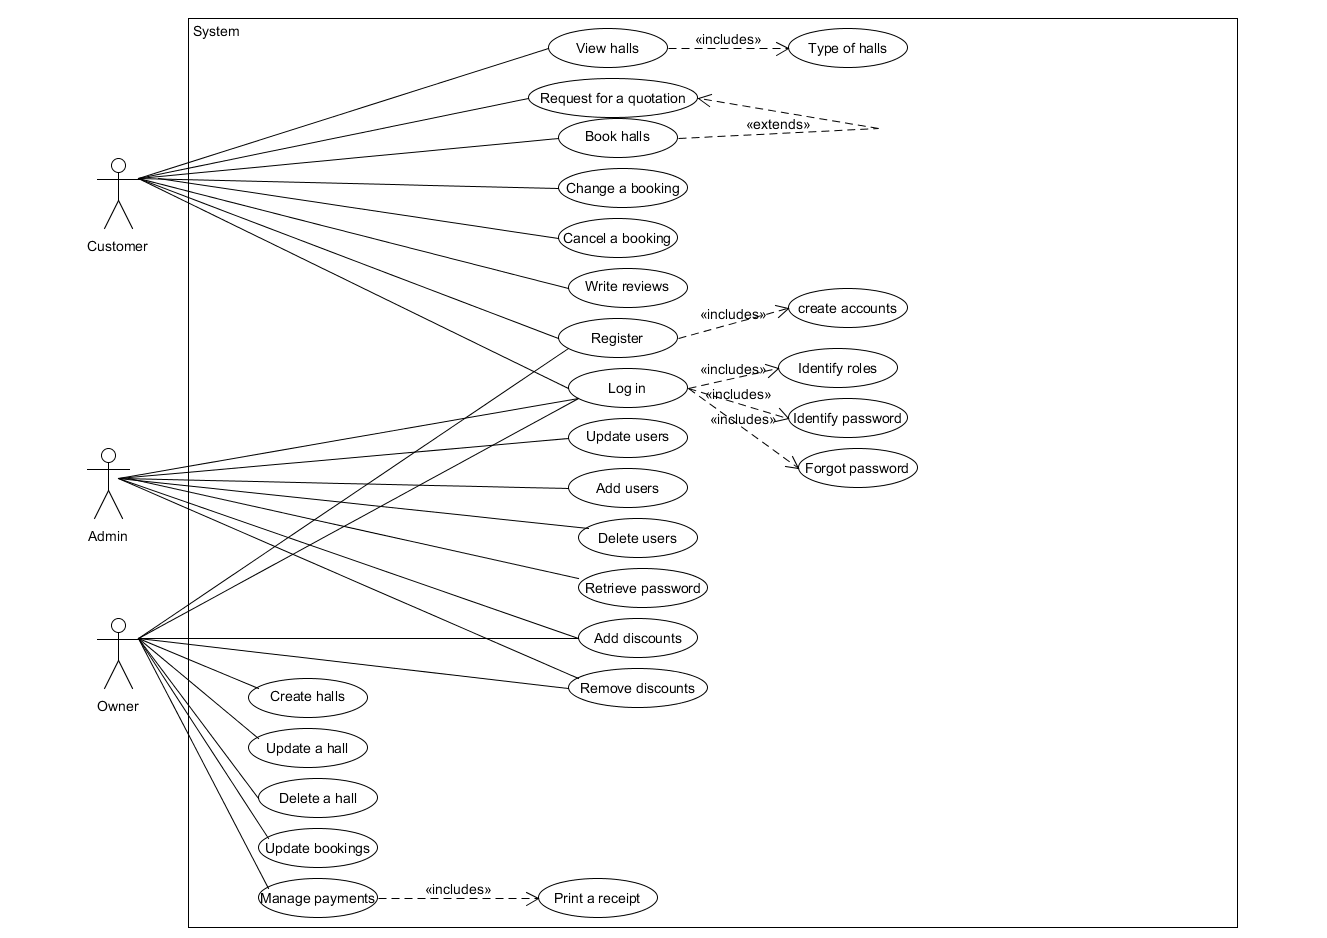 System
View halls
«includes»
Type of halls
Request for a quotation
«extends»
Book halls
Customer
Change a booking
Cancel a booking
Write reviews
Register
«includes»
create accounts
Log in
«includes»
Identify roles
«includes»
Identify password
«includes»
Forgot password
Admin
Update users
Add users
Delete users
Retrieve password
Add discounts
Remove discounts
Owner
Create halls
Update a hall
Delete a hall
Update bookings
Manage payments
«includes»
Print a receipt